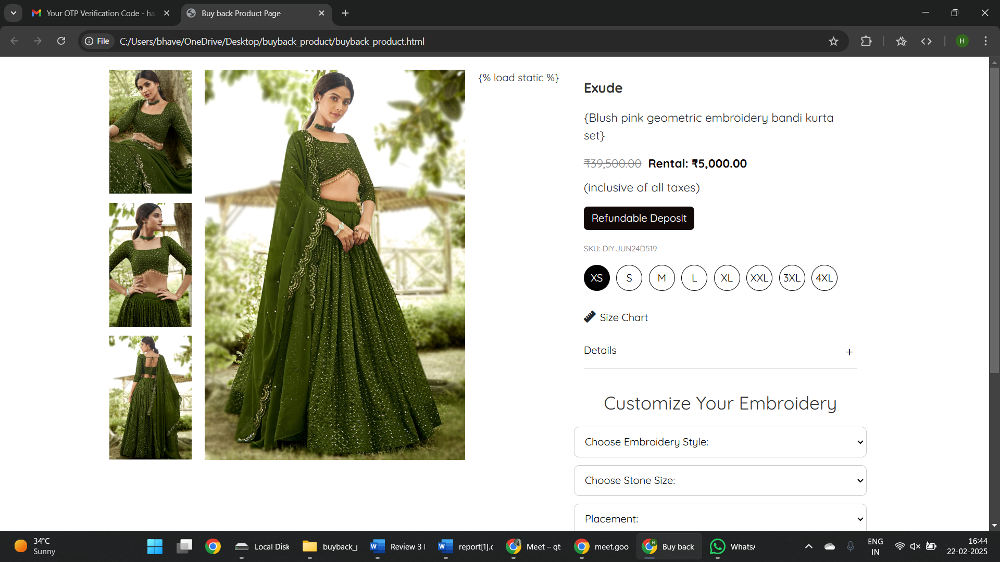 Your OTP Verification Code - ha
Buy back Product Page
File
C:/Users/bhave/OneDrive/Desktop/buyback_product/buyback_product.html
H
{% load static %}
Exude
{Blush pink geometric embroidery bandi kurta
set}
₹39,500.00 Rental: ₹5,000.00
(inclusive of all taxes)
Refundable Deposit
SKU: DIY.JUN24D519
XS S M L XL XXL 3XL 4XL
Size Chart
Details +
Customize Your Embroidery
Choose Embroidery Style:
Choose Stone Size:
Placement:
34°C
Sunny
Local Disk
buyback_p
Review 3 
report[1].c
Meet – qt
meet.goo
Buy back
WhatsA
ENG
IN
16:44
22-02-2025